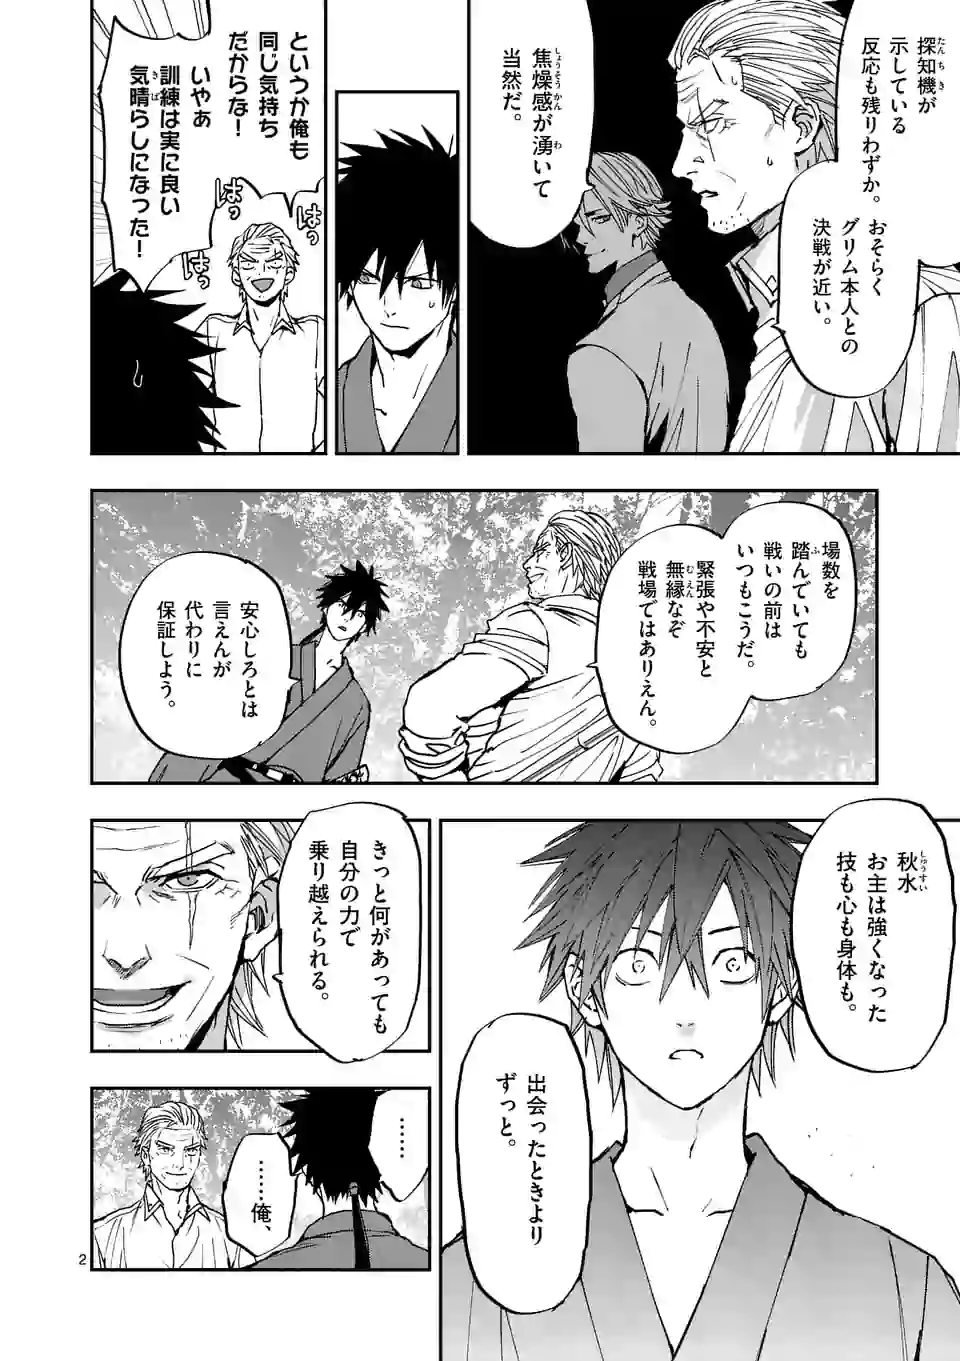 探知機が
示している
反応も残りわずか。
おそらく
グリム本人との
決戦が近い。
焦燥感が湧いて
当然だ。
というか俺も
同じ気持ち
だからな！
いやぁ
訓練は実に良い
気晴らしになった！
はっ
はっ
はっ
場数を
踏んでいても
戦いの前は
いつもこうだ。
緊張や不安と
無縁なぞ
戦場ではありえん。
安心しろとは
言えんが
代わりに
保証しよう。
秋水
お主は強くなった
技も心も身体も。
出会ったときより
ずっと。
きっと何があっても
自分の力で
乗り越えられる。
……
……俺、
2